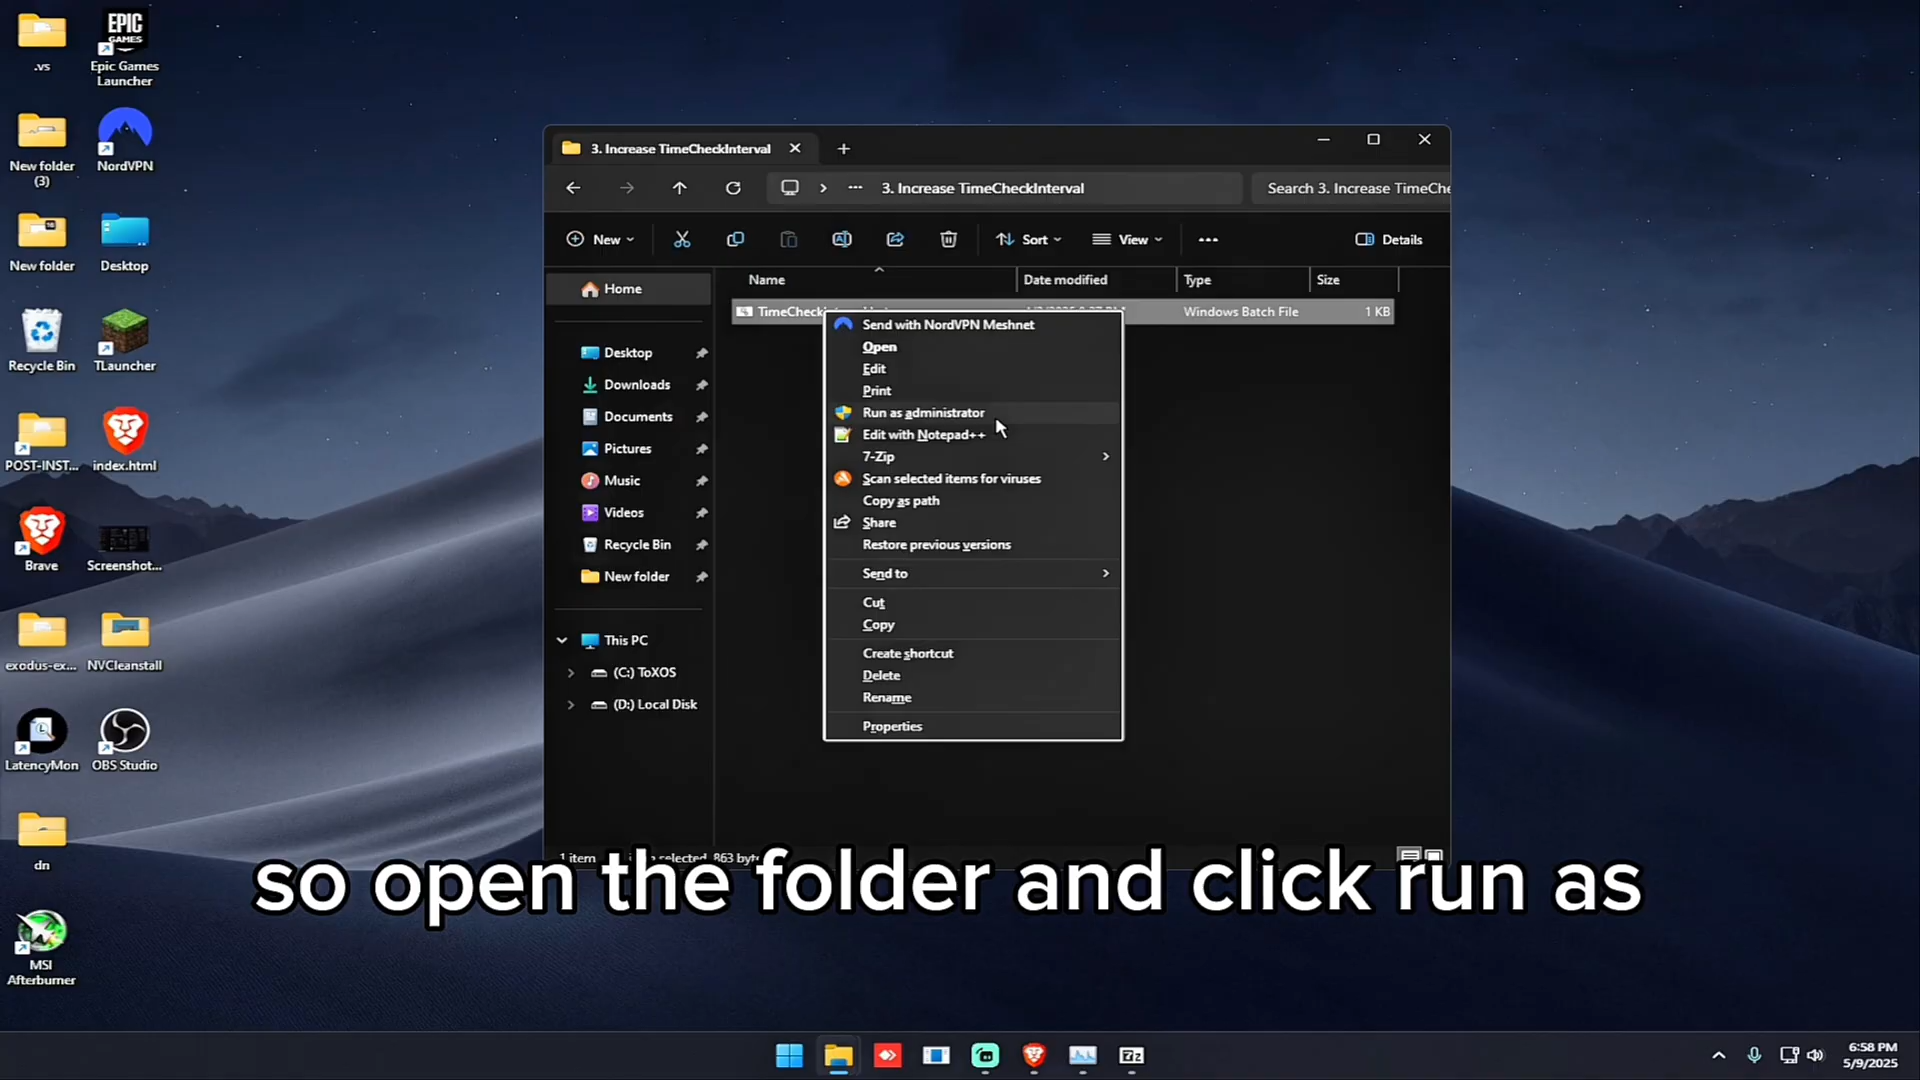 .vs
EPIC
GAMES
Epic Games
Launcher
New folder
(3)
NordVPN
New folder
Desktop
Recycle Bin
TLauncher
POST-INST...
index.html
Brave
Screenshot...
exodus-ex...
NVCleanstall
LatencyMon
OBS Studio
dn
MSI
Afterburner
3. Increase TimeCheckInterval
3. Increase TimeCheckInterval
Search 3. Increase TimeChe
New
Sort
View
Details
Name
Date modified
Type
Size
Windows Batch File
1 KB
Home
Desktop
Downloads
Documents
Pictures
Music
Videos
Recycle Bin
New folder
This PC
(C:) ToXOS
(D:) Local Disk
Send with NordVPN Meshnet
Open
Edit
Print
Run as administrator
Edit with Notepad++
7-Zip
Scan selected items for viruses
Copy as path
Share
Restore previous versions
Send to
Cut
Copy
Create shortcut
Delete
Rename
Properties
1 item
selected 863 byt
so open the folder and click run as
6:58 PM
5/9/2025